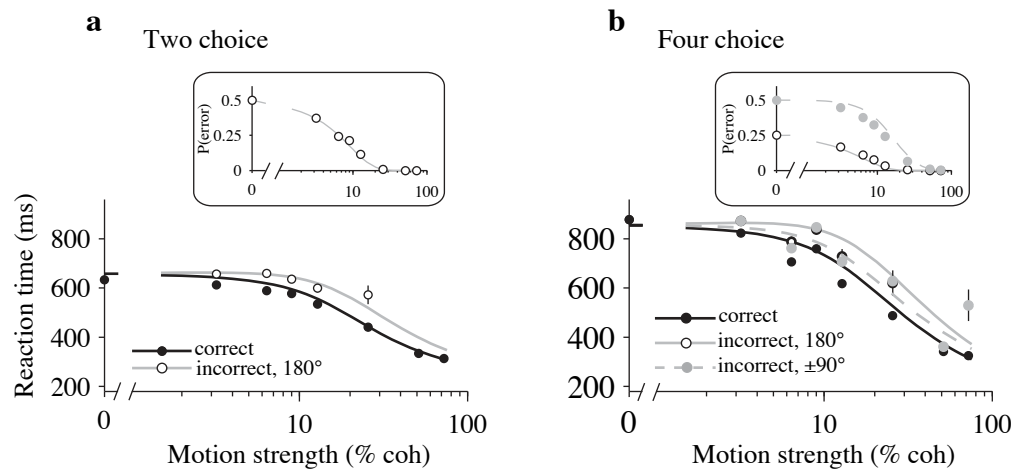 a
Two choice
P(error)
0.5
0.25
0
0
10
100
Reaction time (ms)
800
600
400
200
correct
incorrect, 180°
0
10
100
Motion strength (% coh)
b
Four choice
P(error)
0.5
0.25
0
0
10
100
800
600
400
200
correct
incorrect, 180°
incorrect, ±90°
0
10
100
Motion strength (% coh)